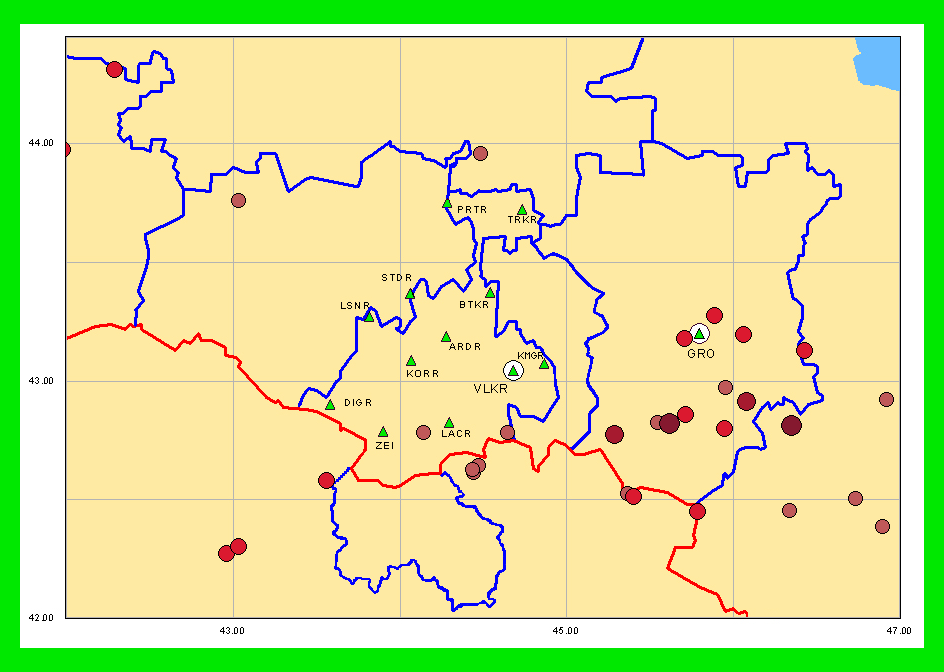 44.00
PRTR
TRKR
STDR
LSNR
BTKR
ARDR
KMGR
GRO
43.00
KORR
VLKR
DIGR
LACR
ZEI
42.00
43.00
45.00
47.00